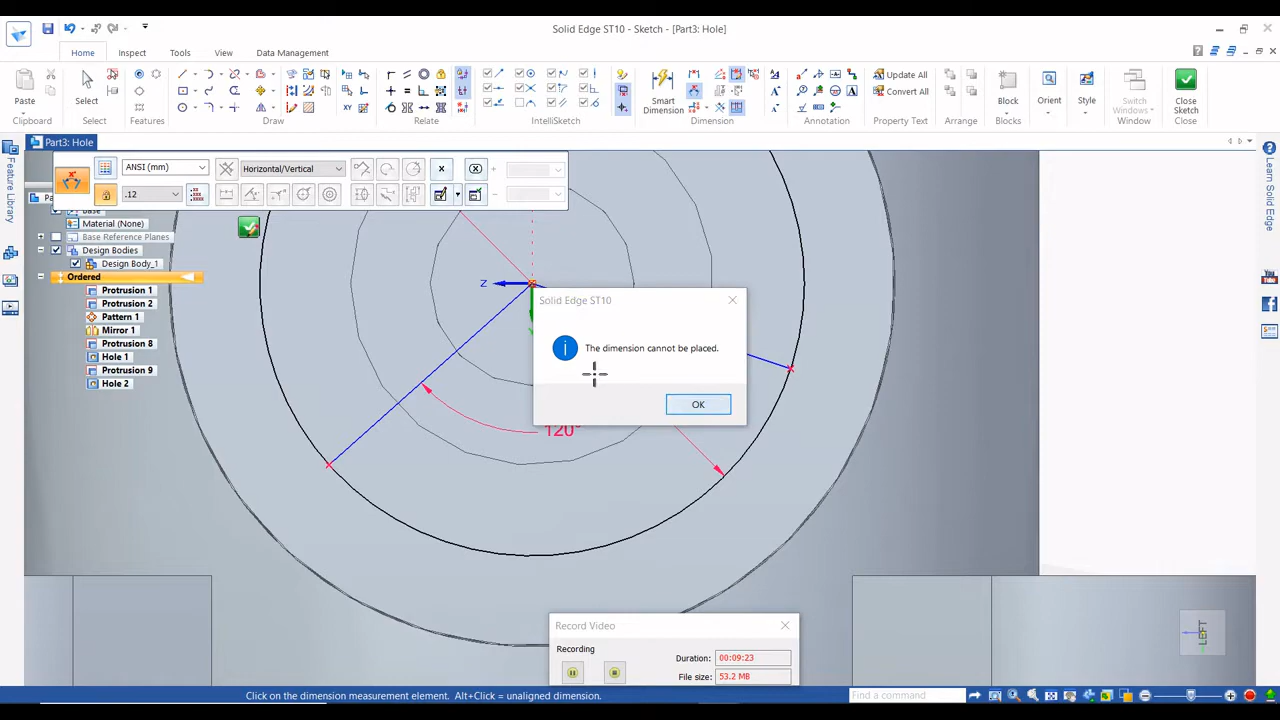 Solid Edge ST10 - Sketch - [Part3: Hole]
Home Inspect Tools View Data Management
Paste
Select
Smart Dimension
Update All
Convert All
Block
Orient
Style
Switch Windows
Close Sketch
Clipboard Select Features Draw Relate IntelliSketch Dimension Annotation Property Text Arrange Blocks Window Close
Part3: Hole
ANSI (mm) Horizontal/Vertical
.12
Feature Library
Learn Solid Edge
Base
Material (None)
Base Reference Planes
Design Bodies
Design Body_1
Ordered
Protrusion 1
Protrusion 2
Pattern 1
Mirror 1
Protrusion 8
Hole 1
Protrusion 9
Hole 2
Z
120°
Solid Edge ST10
The dimension cannot be placed.
OK
LEFT
Record Video
Recording
Duration: 00:09:23
File size: 53.2 MB
Click on the dimension measurement element. Alt+Click = unaligned dimension.
Find a command